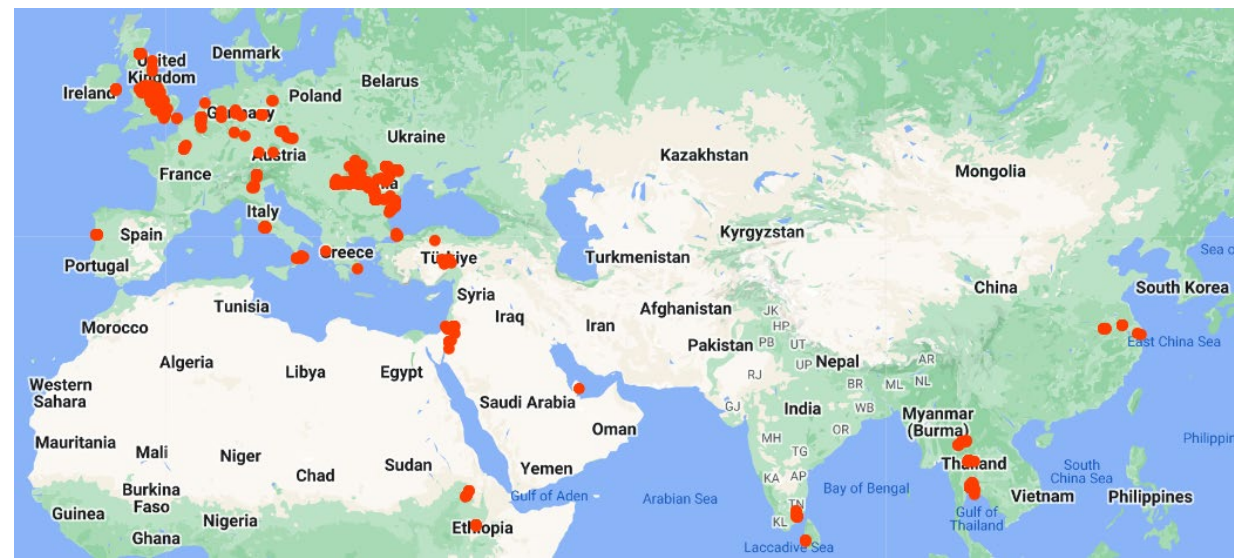 Denmark
United
Kingdom
Ireland
Belarus
Poland
Germany
Ukraine
Kazakhstan
Mongolia
Austria
France
Italy
Kyrgyzstan
Spain
Greece
Türkiye
Turkmenistan
Portugal
China
South Korea
Syria
Tunisia
Afghanistan
Iraq
Iran
JK
HP
Morocco
Pakistan
PB
UT
East China Sea
Algeria
Libya
Egypt
UP
Nepal
AR
RJ
BR
ML
NL
Western
Sahara
Saudi Arabia
GJ
India
WB
Myanmar
(Burma)
Oman
OR
Mauritania
Mali
Niger
Chad
Sudan
MH
TG
Thailand
South
China Sea
Yemen
KA
AP
Burkina
Faso
Gulf of Aden
Arabian Sea
Bay of Bengal
Vietnam
Philippines
Guinea
Nigeria
Ethiopia
TN
KL
Gulf of
Thailand
Ghana
Laccadive Sea